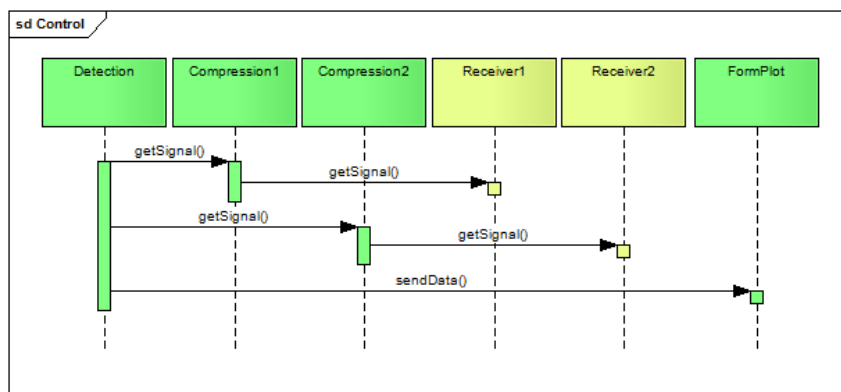 sd Control
Detection
Compression1
Compression2
Receiver1
Receiver2
FormPlot
getSignal()
getSignal()
getSignal()
getSignal()
sendData()